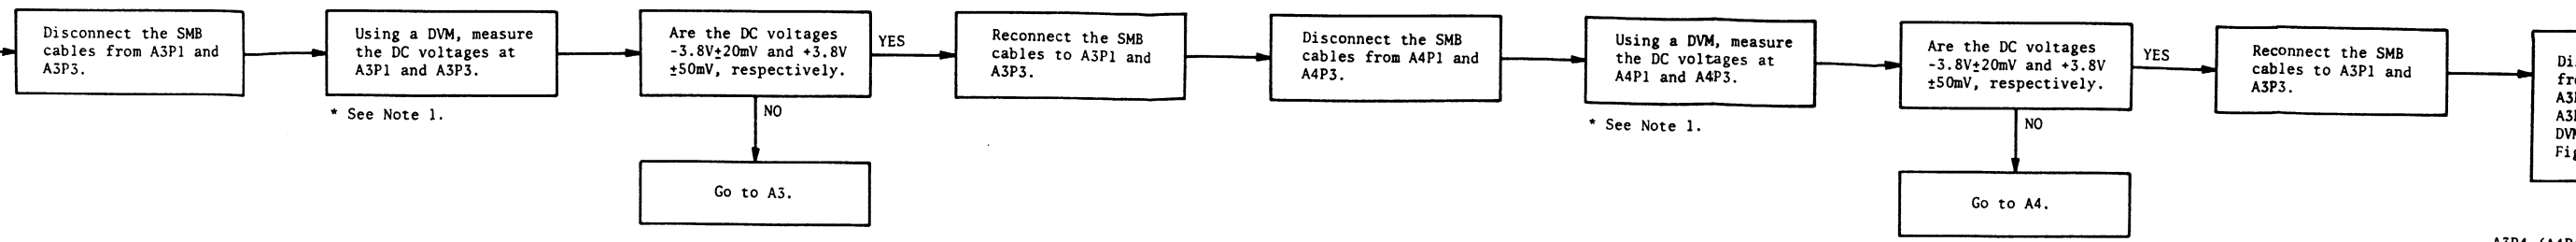 Disconnect the SMB
cables from A3P1 and
A3P3.
Using a DVM, measure
the DC voltages at
A3P1 and A3P3.
* See Note 1.
Are the DC voltages
-3.8V±20mV and +3.8V
±50mV, respectively.
YES
NO
Go to A3.
Reconnect the SMB
cables to A3P1 and
A3P3.
Disconnect the SMB
cables from A4P1 and
A4P3.
Using a DVM, measure
the DC voltages at
A4P1 and A4P3.
* See Note 1.
Are the DC voltages
-3.8V±20mV and +3.8V
±50mV, respectively.
YES
NO
Go to A4.
Reconnect the SMB
cables to A3P1 and
A3P3.